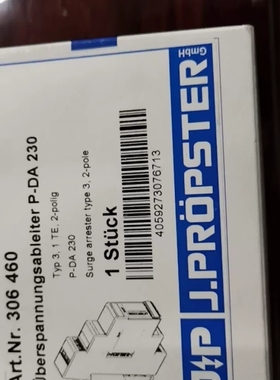 Art.Nr. 306 460
Überspannungsableiter P-DA 230
Typ 3, 1 TE, 2-polig
P-DA 230
Surge arrester type 3, 2-pole
1 Stück
4059273076713
J.PRÖPSTER
GmbH
JP